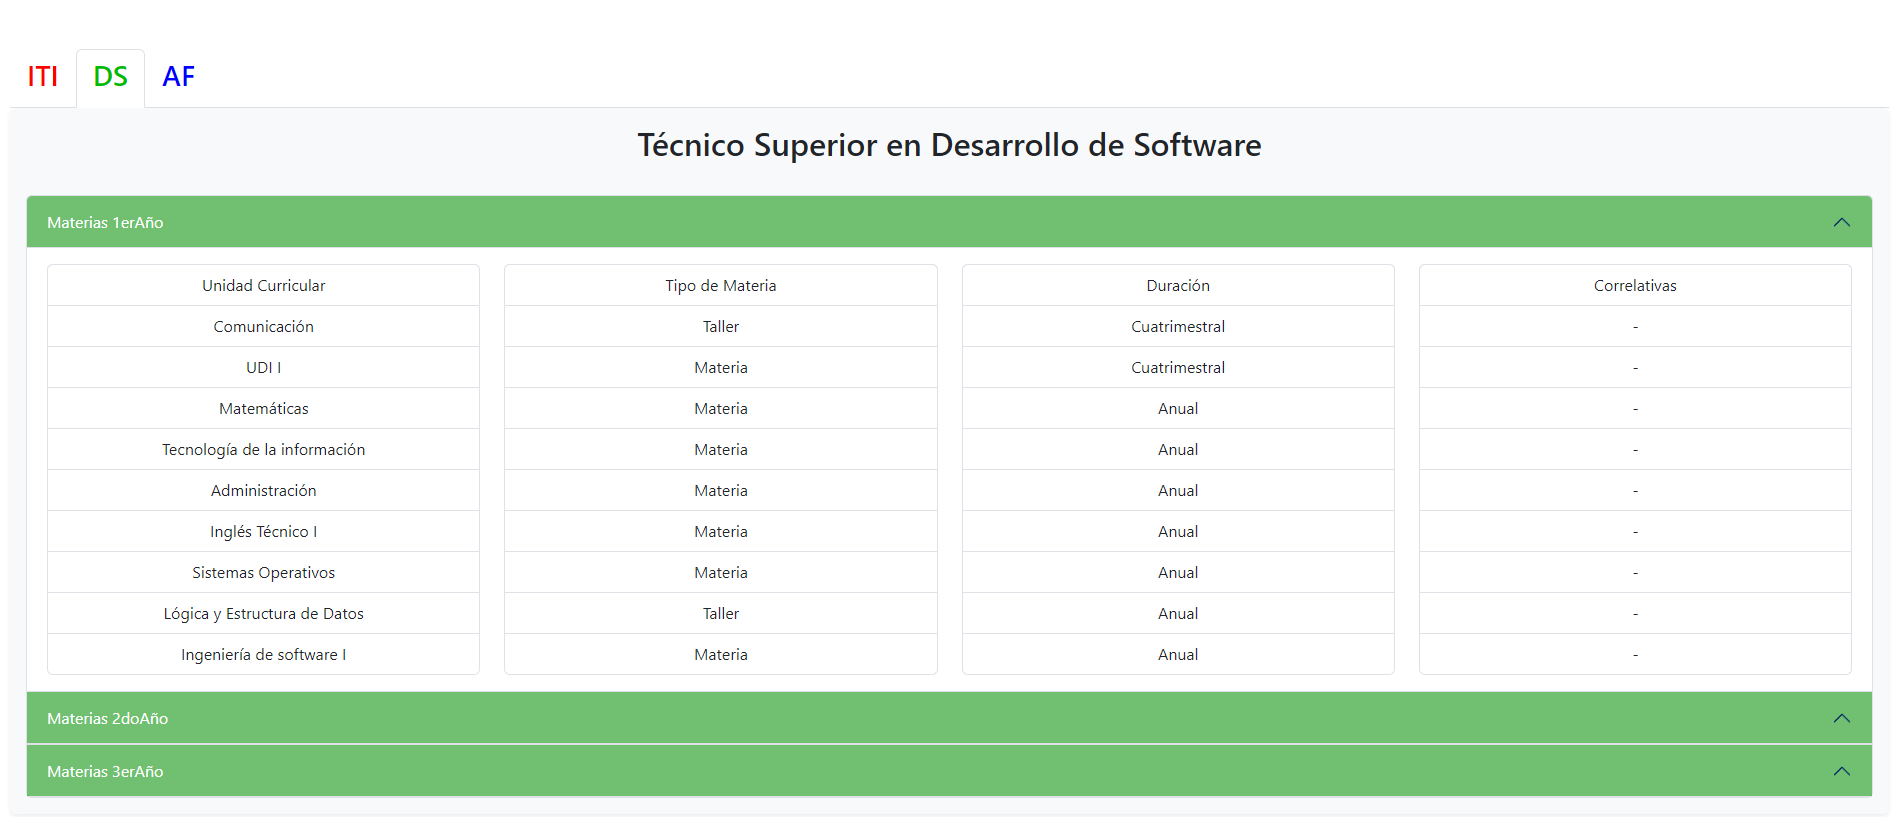 ITI DS AF
Técnico Superior en Desarrollo de Software
Materias 1erAño
Unidad Curricular Tipo de Materia Duración Correlativas
Comunicación Taller Cuatrimestral -
UDI I Materia Cuatrimestral -
Matemáticas Materia Anual -
Tecnología de la información Materia Anual -
Administración Materia Anual -
Inglés Técnico I Materia Anual -
Sistemas Operativos Materia Anual -
Lógica y Estructura de Datos Taller Anual -
Ingeniería de software I Materia Anual -
Materias 2doAño
Materias 3erAño